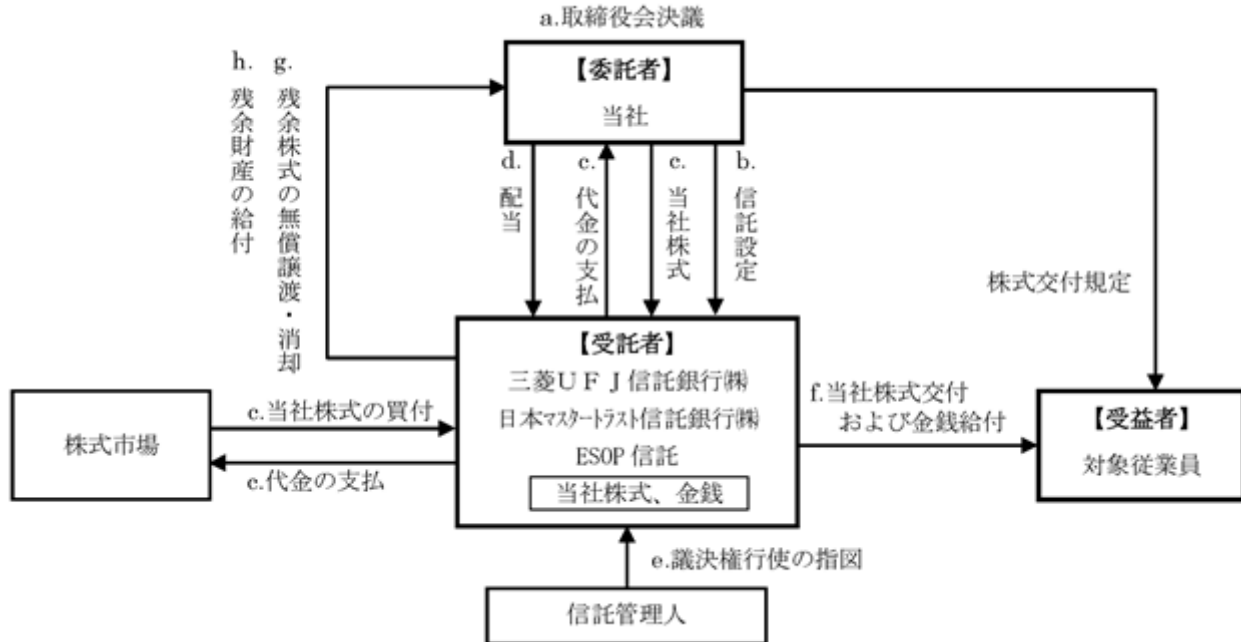 a.取締役会決議
【委託者】
当社
h.
残余財産の給付
g.
残余株式の無償譲渡・消却
d.
配当
c.
代金の支払
c.
当社株式
b.
信託設定
株式交付規定
【受託者】
三菱UFJ信託銀行㈱
日本マスタートラスト信託銀行㈱
ESOP信託
当社株式、金銭
株式市場
c.当社株式の買付
c.代金の支払
f.当社株式交付
および金銭給付
【受益者】
対象従業員
e.議決権行使の指図
信託管理人